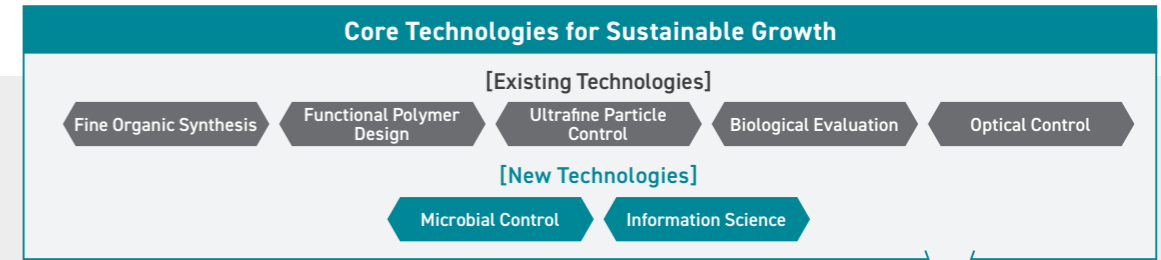 Core Technologies for Sustainable Growth
[Existing Technologies]
Fine Organic Synthesis
Functional Polymer
Design
Ultrafine Particle
Control
Biological Evaluation
Optical Control
[New Technologies]
Microbial Control
Information Science